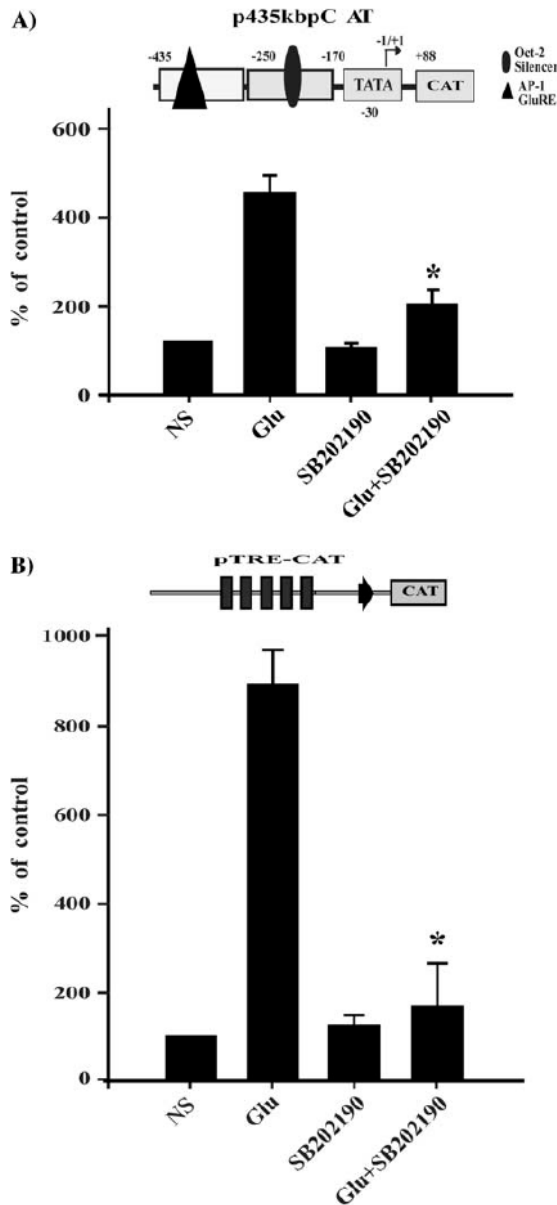 A)
p435kbpC AT
-435
-250
-170
-1/+1
+88
Oct-2
Silencer
AP-1
GluRE
TATA
CAT
-30
600
400
200
0
% of control
NS
Glu
SB202190
Glu+SB202190
B)
pTRE-CAT
CAT
1000
800
600
400
200
0
% of control
*
NS
Glu
SB202190
Glu+SB202190
*